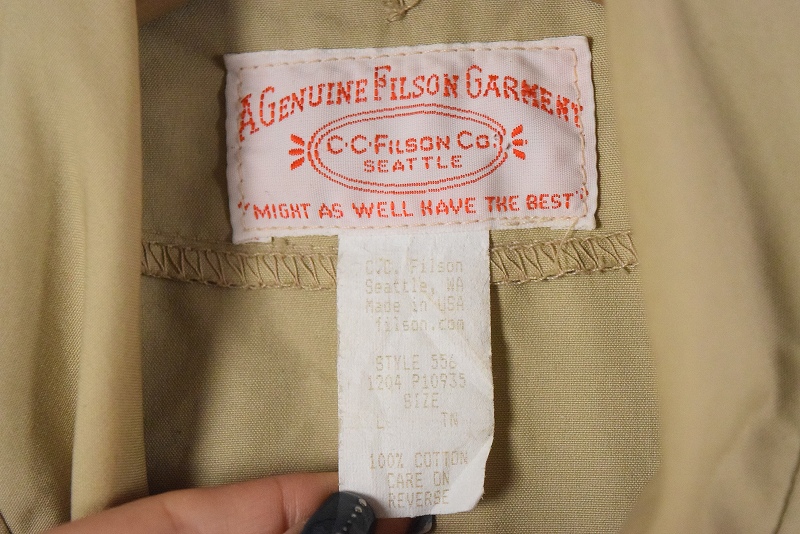 A GENUINE FILSON GARMENT
C.C. FILSON CO.
SEATTLE
"MIGHT AS WELL HAVE THE BEST"
C.C. Filson
Seattle, WA
Made in USA
filson.com
STYLE 556
1204 P10935
SIZE
L TN
100% COTTON
CARE ON
REVERSE